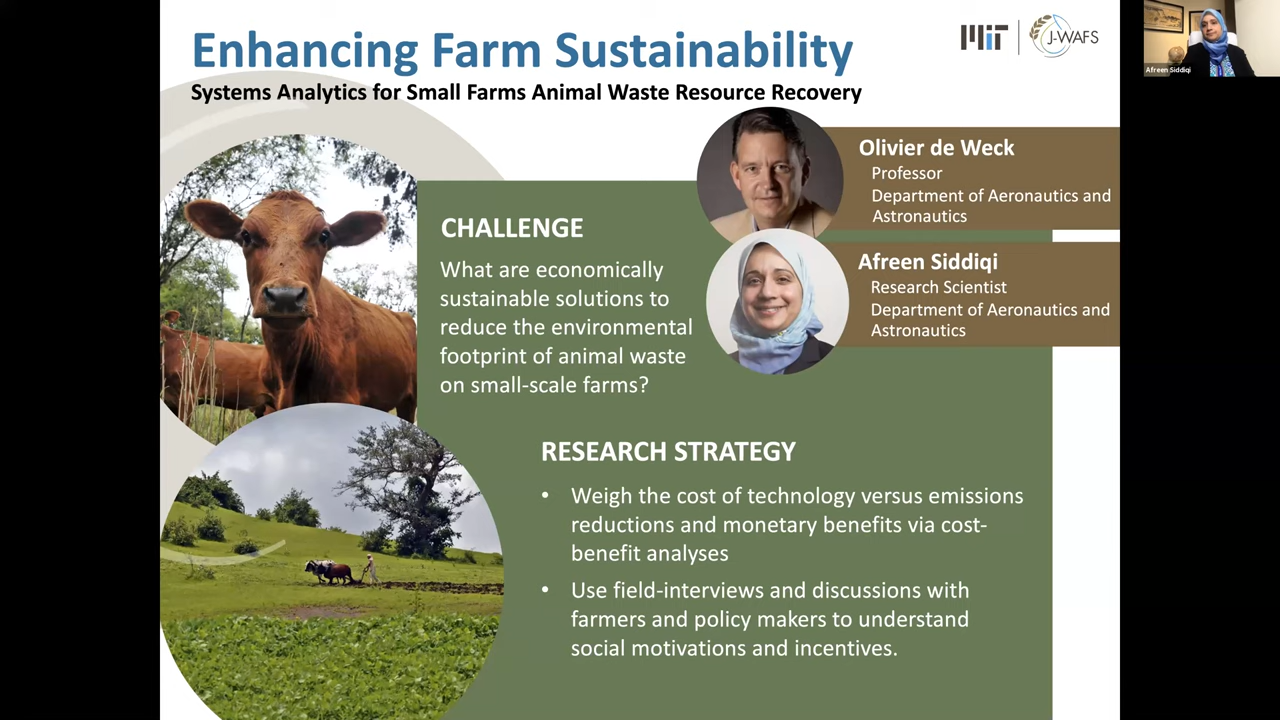 Enhancing Farm Sustainability
Systems Analytics for Small Farms Animal Waste Resource Recovery
MIT
J-WAFS
Afreen Siddiqi
Olivier de Weck
Professor
Department of Aeronautics and
Astronautics
Afreen Siddiqi
Research Scientist
Department of Aeronautics and
Astronautics
CHALLENGE
What are economically
sustainable solutions to
reduce the environmental
footprint of animal waste
on small-scale farms?
RESEARCH STRATEGY
• Weigh the cost of technology versus emissions
reductions and monetary benefits via cost-
benefit analyses
• Use field-interviews and discussions with
farmers and policy makers to understand
social motivations and incentives.